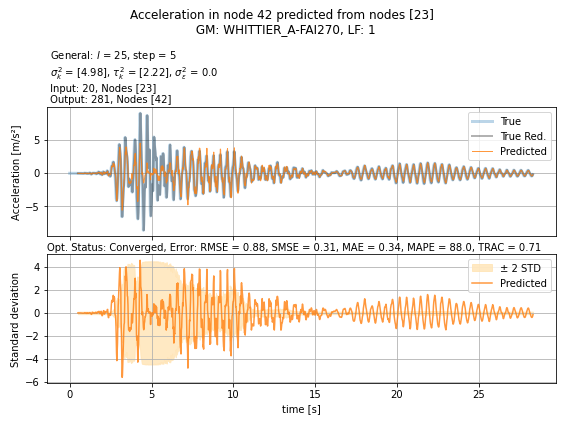 Acceleration in node 42 predicted from nodes [23]
GM: WHITTIER_A-FAI270, LF: 1
General: l = 25, step = 5
σ²ₖ = [4.98], τ²ₖ = [2.22], σ²ε = 0.0
Input: 20, Nodes [23]
Output: 281, Nodes [42]
Acceleration [m/s²]
5
0
−5
True
True Red.
Predicted
Opt. Status: Converged, Error: RMSE = 0.88, SMSE = 0.31, MAE = 0.34, MAPE = 88.0, TRAC = 0.71
Standard deviation
4
2
0
−2
−4
−6
± 2 STD
Predicted
0 5 10 15 20 25
time [s]